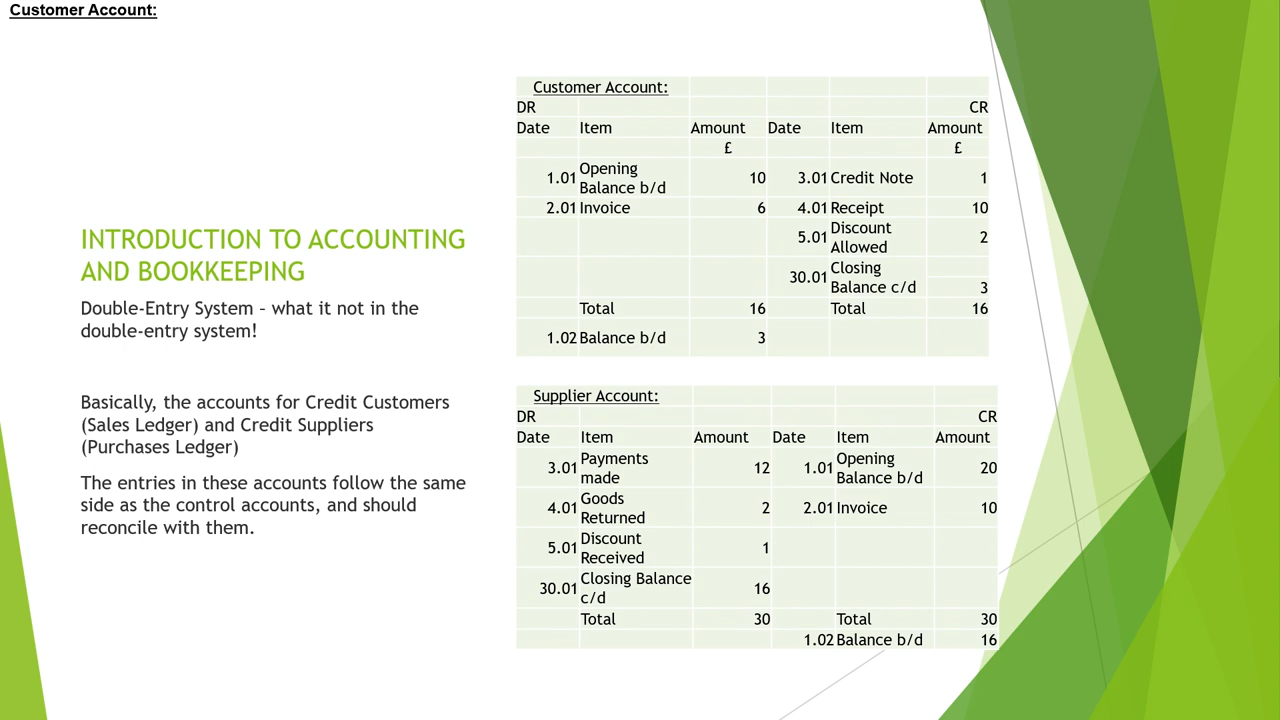 Customer Account:
INTRODUCTION TO ACCOUNTING
AND BOOKKEEPING
Double-Entry System – what it not in the
double-entry system!
Basically, the accounts for Credit Customers
(Sales Ledger) and Credit Suppliers
(Purchases Ledger)
The entries in these accounts follow the same
side as the control accounts, and should
reconcile with them.
Customer Account:
DR CR
Date Item Amount Date Item Amount
£ £
1.01 Opening Balance b/d 10 3.01 Credit Note 1
2.01 Invoice 6 4.01 Receipt 10
5.01 Discount Allowed 2
30.01 Closing Balance c/d 3
Total 16 Total 16
1.02 Balance b/d 3
Supplier Account:
DR CR
Date Item Amount Date Item Amount
3.01 Payments made 12 1.01 Opening Balance b/d 20
4.01 Goods Returned 2 2.01 Invoice 10
5.01 Discount Received 1
30.01 Closing Balance c/d 16
Total 30 Total 30
1.02 Balance b/d 16